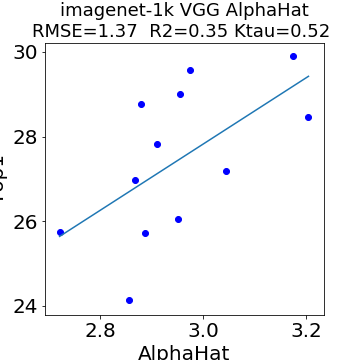 imagenet-1k VGG AlphaHat
RMSE=1.37 R2=0.35 Ktau=0.52
30
28
26
24
2.8 3.0 3.2
AlphaHat